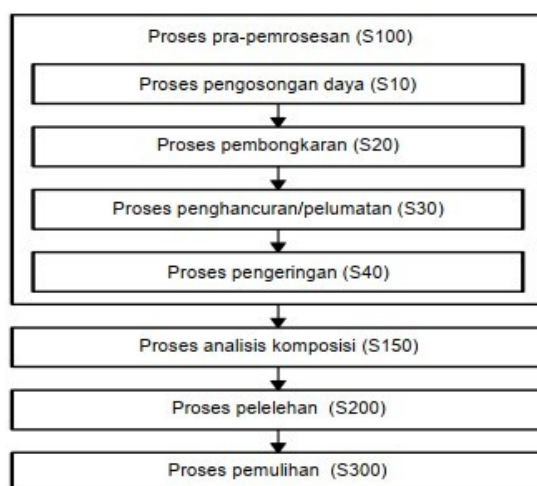 Proses pra-pemrosesan (S100)
Proses pengosongan daya (S10)
Proses pembongkaran (S20)
Proses penghancuran/pelumatan (S30)
Proses pengeringan (S40)
Proses analisis komposisi (S150)
Proses pelelehan (S200)
Proses pemulihan (S300)